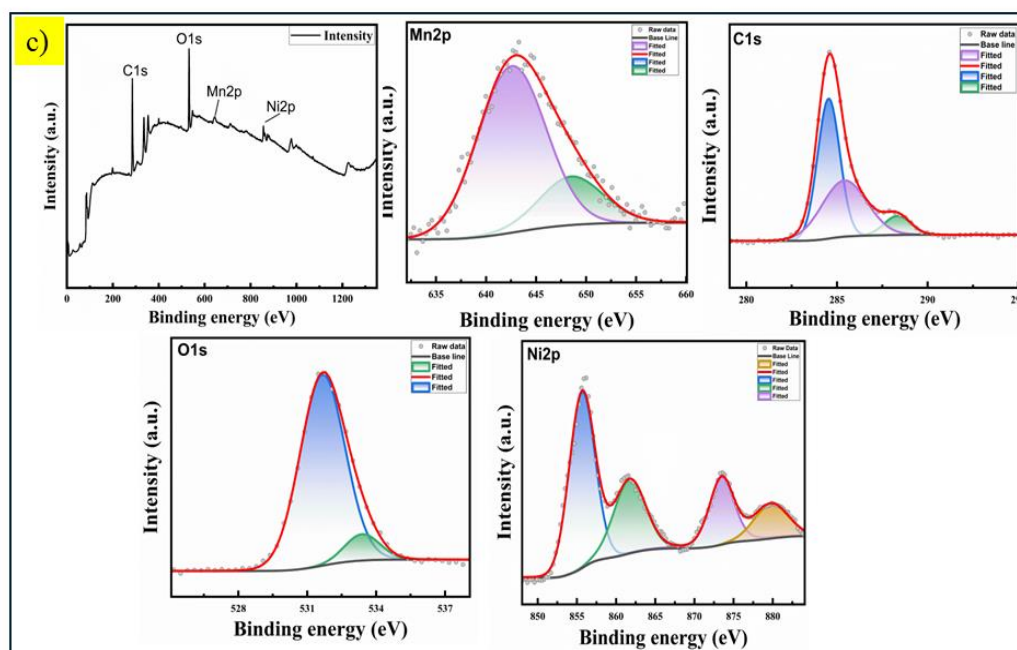 c)
Intensity
O1s
C1s
Mn2p
Ni2p
Intensity (a.u.)
0 200 400 600 800 1000 1200
Binding energy (eV)
Mn2p
Raw data
Base Line
Fitted
Fitted
Fitted
Fitted
Intensity (a.u.)
635 640 645 650 655 660
Binding energy (eV)
C1s
Raw data
Base line
Fitted
Fitted
Fitted
Fitted
Intensity (a.u.)
280 285 290 29
Binding energy (eV)
O1s
Raw data
Base line
Fitted
Fitted
Fitted
Intensity (a.u.)
528 531 534 537
Binding energy (eV)
Ni2p
Raw Data
Base Line
Fitted
Fitted
Fitted
Fitted
Fitted
Intensity (a.u.)
850 855 860 865 870 875 880
Binding energy (eV)